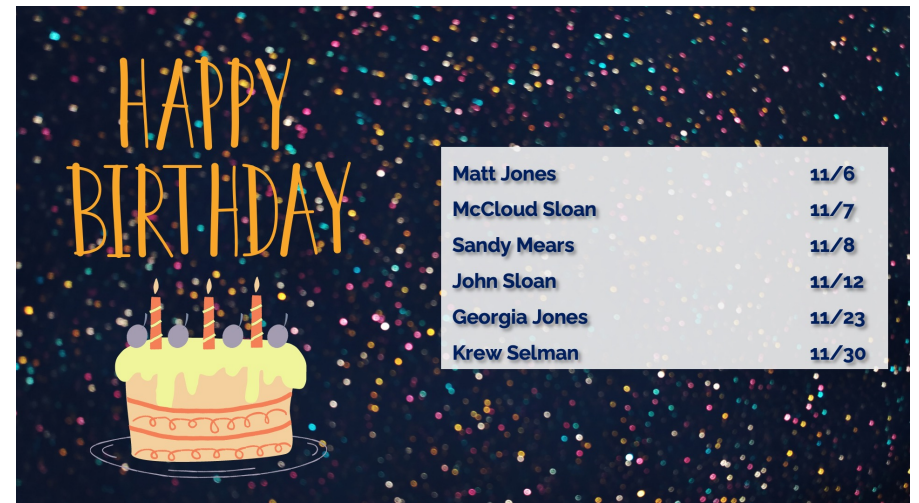 HAPPY
BIRTHDAY
Matt Jones 11/6
McCloud Sloan 11/7
Sandy Mears 11/8
John Sloan 11/12
Georgia Jones 11/23
Krew Selman 11/30